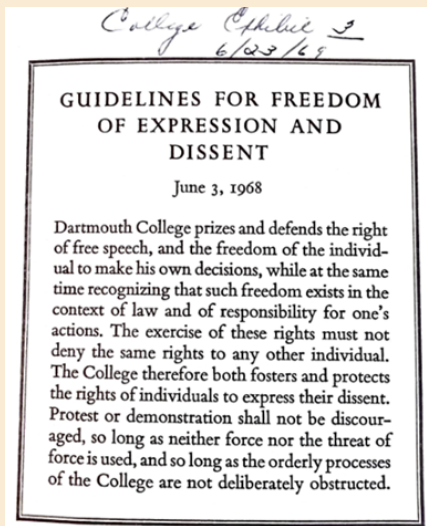 College Exhibit 3
6/23/69
GUIDELINES FOR FREEDOM
OF EXPRESSION AND
DISSENT
June 3, 1968
Dartmouth College prizes and defends the right
of free speech, and the freedom of the individ-
ual to make his own decisions, while at the same
time recognizing that such freedom exists in the
context of law and of responsibility for one's
actions. The exercise of these rights must not
deny the same rights to any other individual.
The College therefore both fosters and protects
the rights of individuals to express their dissent.
Protest or demonstration shall not be discour-
aged, so long as neither force nor the threat of
force is used, and so long as the orderly processes
of the College are not deliberately obstructed.